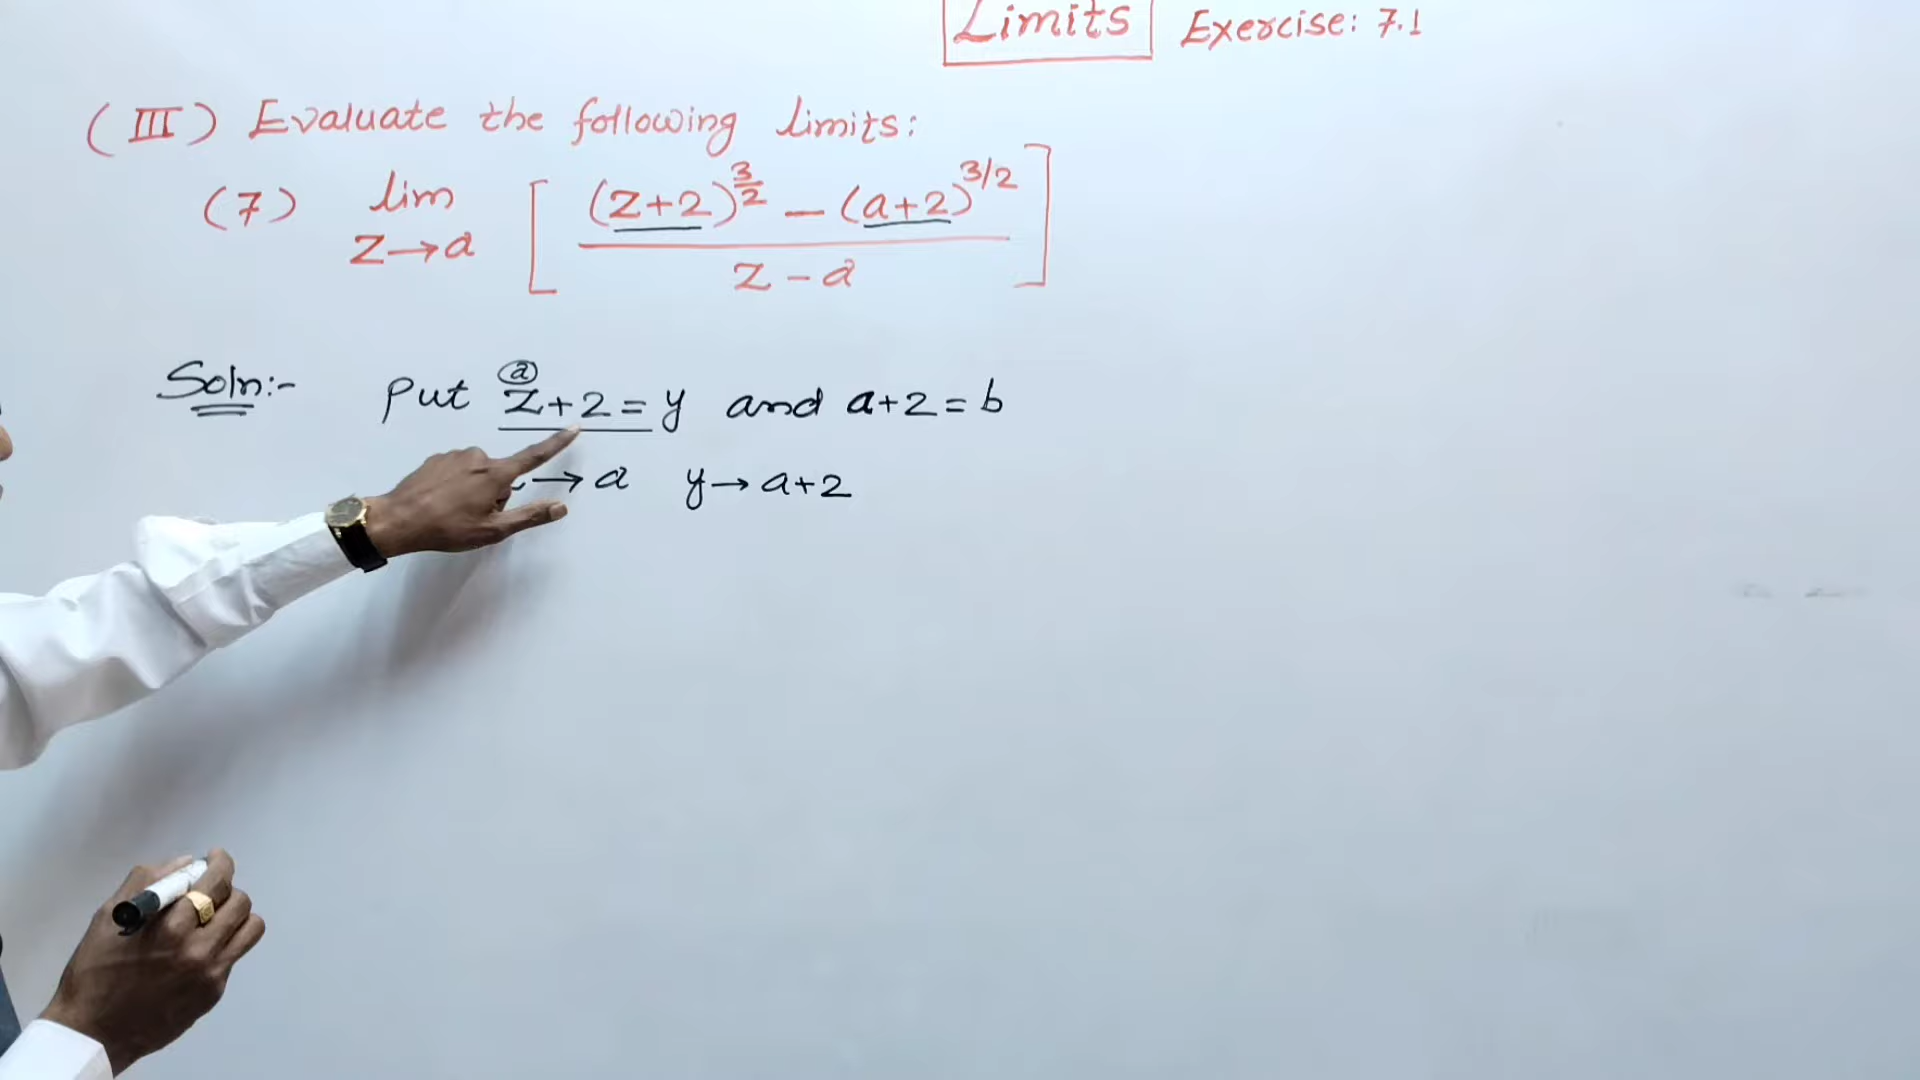 Limits Exercise: 7.1
(III) Evaluate the following limits:
(7) lim z→a [ ((z+2)^{3/2} - (a+2)^{3/2}) / (z-a) ]
Soln:- Put z+2=y and a+2=b
a
→a y→a+2